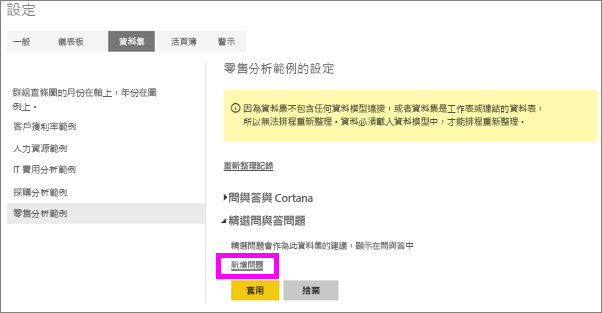 設定
一般 儀表板 資料集 活頁簿 警示
群組直條圖的月份在軸上，年份在圖
例上。
客戶獲利率範例
人力資源範例
IT 費用分析範例
採購分析範例
零售分析範例
零售分析範例的設定
因為資料集不包含任何資料模型連接，或者資料集是工作表或連結的資料表，
所以無法排程重新整理。資料必須載入資料模型中，才能排程重新整理。
重新整理記錄
問與答與 Cortana
精選問與答問題
精選問題會作為此資料集的建議，顯示在問與答中
新增問題
套用 捨棄